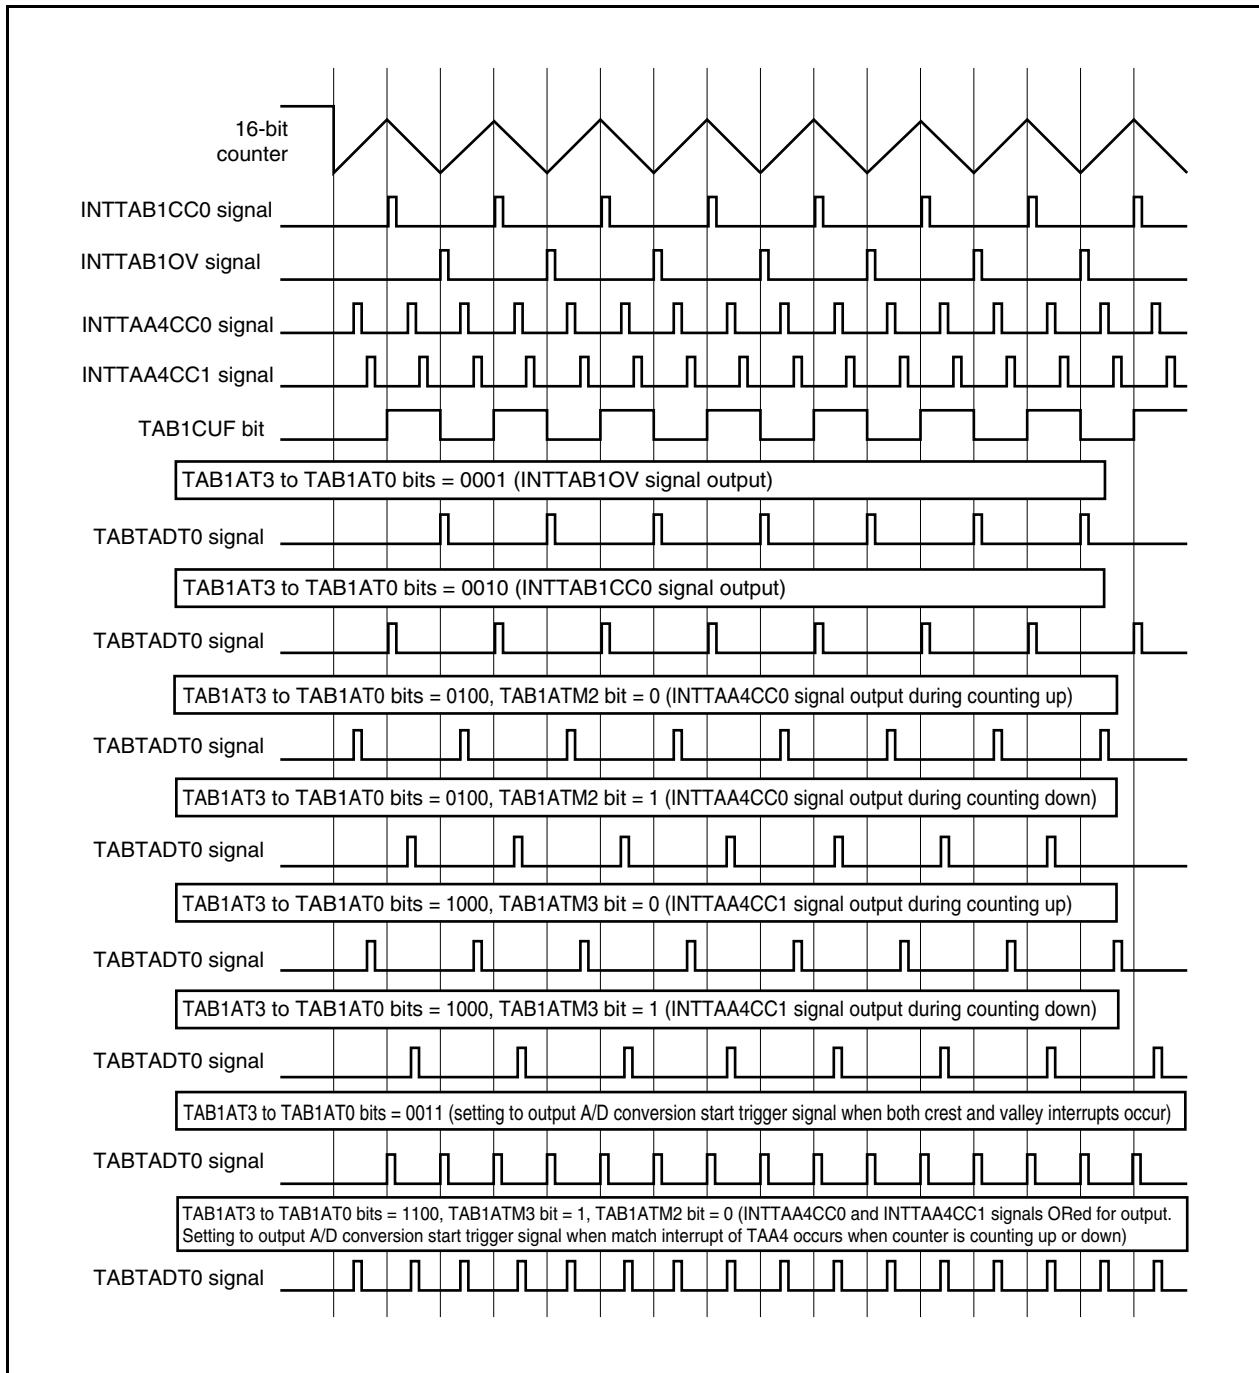 16-bit
counter
INTTAB1CC0 signal
INTTAB1OV signal
INTTAA4CC0 signal
INTTAA4CC1 signal
TAB1CUF bit
TAB1AT3 to TAB1AT0 bits = 0001 (INTTAB1OV signal output)
TABTADT0 signal
TAB1AT3 to TAB1AT0 bits = 0010 (INTTAB1CC0 signal output)
TABTADT0 signal
TAB1AT3 to TAB1AT0 bits = 0100, TAB1ATM2 bit = 0 (INTTAA4CC0 signal output during counting up)
TABTADT0 signal
TAB1AT3 to TAB1AT0 bits = 0100, TAB1ATM2 bit = 1 (INTTAA4CC0 signal output during counting down)
TABTADT0 signal
TAB1AT3 to TAB1AT0 bits = 1000, TAB1ATM3 bit = 0 (INTTAA4CC1 signal output during counting up)
TABTADT0 signal
TAB1AT3 to TAB1AT0 bits = 1000, TAB1ATM3 bit = 1 (INTTAA4CC1 signal output during counting down)
TABTADT0 signal
TAB1AT3 to TAB1AT0 bits = 0011 (setting to output A/D conversion start trigger signal when both crest and valley interrupts occur)
TABTADT0 signal
TAB1AT3 to TAB1AT0 bits = 1100, TAB1ATM3 bit = 1, TAB1ATM2 bit = 0 (INTTAA4CC0 and INTTAA4CC1 signals ORed for output.
Setting to output A/D conversion start trigger signal when match interrupt of TAA4 occurs when counter is counting up or down)
TABTADT0 signal